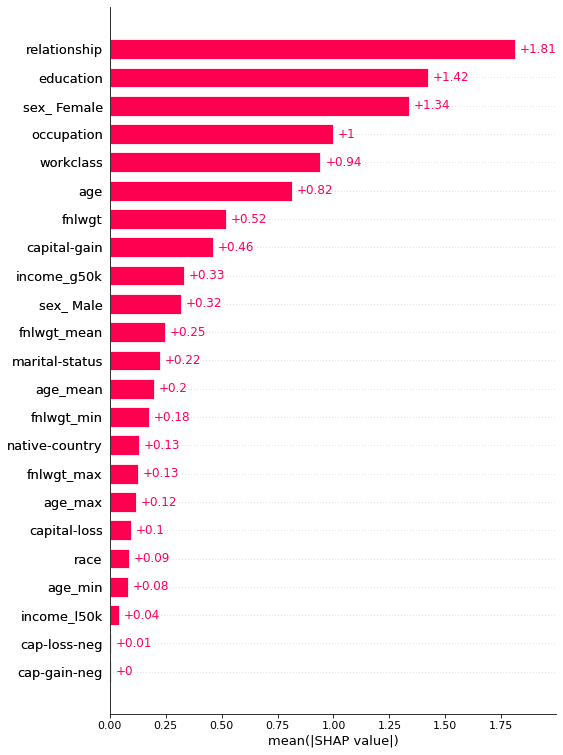 relationship +1.81
education +1.42
sex_ Female +1.34
occupation +1
workclass +0.94
age +0.82
fnlwgt +0.52
capital-gain +0.46
income_g50k +0.33
sex_ Male +0.32
fnlwgt_mean +0.25
marital-status +0.22
age_mean +0.2
fnlwgt_min +0.18
native-country +0.13
fnlwgt_max +0.13
age_max +0.12
capital-loss +0.1
race +0.09
age_min +0.08
income_l50k +0.04
cap-loss-neg +0.01
cap-gain-neg +0
0.00 0.25 0.50 0.75 1.00 1.25 1.50 1.75
mean(|SHAP value|)